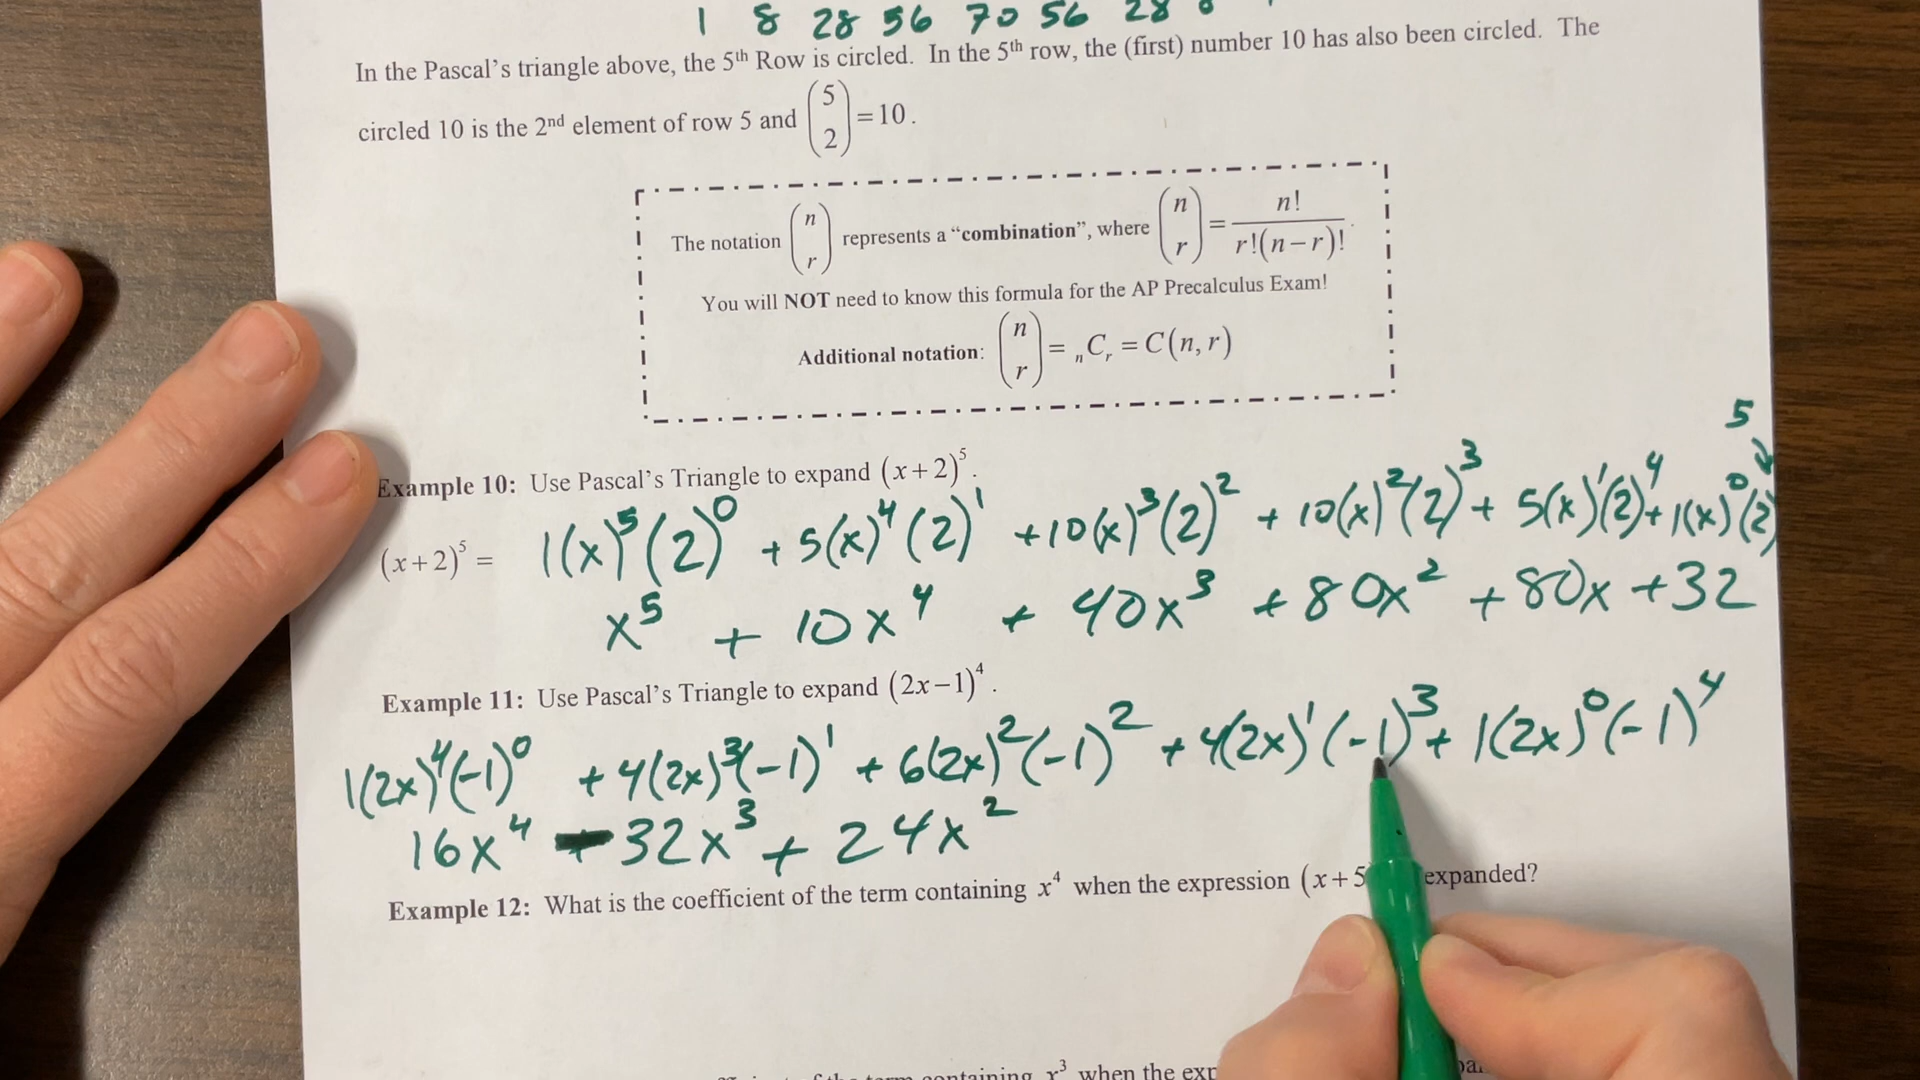 1 8 28 56 70 56 28
In the Pascal's triangle above, the 5th Row is circled. In the 5th row, the (first) number 10 has also been circled. The
circled 10 is the 2nd element of row 5 and (5 2) = 10.
The notation (n r) represents a “combination”, where (n r) = n! / r!(n−r)!
You will NOT need to know this formula for the AP Precalculus Exam!
Additional notation: (n r) = nCr = C(n, r)
Example 10: Use Pascal's Triangle to expand (x+2)^5.
(x+2)^5 = 1(x)^5(2)^0 + 5(x)^4(2)^1 + 10(x)^3(2)^2 + 10(x)^2(2)^3 + 5(x)^1(2)^4 + 1(x)^0(2)^5
x^5 + 10x^4 + 40x^3 + 80x^2 + 80x + 32
Example 11: Use Pascal's Triangle to expand (2x−1)^4.
1(2x)^4(-1)^0 + 4(2x)^3(-1)^1 + 6(2x)^2(-1)^2 + 4(2x)^1(-1)^3 + 1(2x)^0(-1)^4
16x^4 - 32x^3 + 24x^2
Example 12: What is the coefficient of the term containing x^4 when the expression (x+5 expanded?
term containing x^3 when the